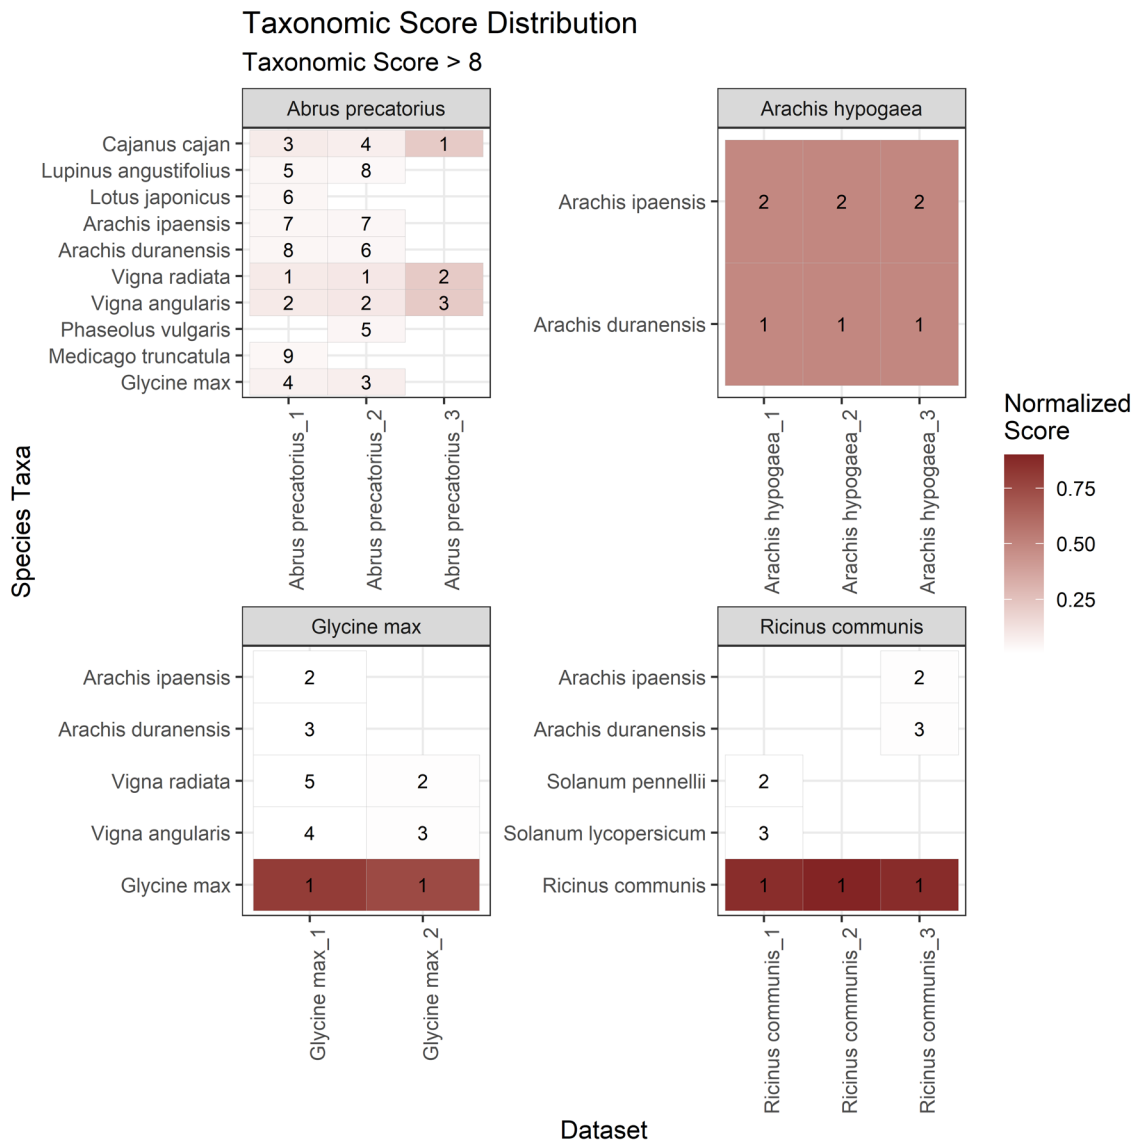 Taxonomic Score Distribution
Taxonomic Score > 8
Abrus precatorius
Cajanus cajan 3 4 1
Lupinus angustifolius 5 8
Lotus japonicus 6
Arachis ipaensis 7 7
Arachis duranensis 8 6
Vigna radiata 1 1 2
Vigna angularis 2 2 3
Phaseolus vulgaris 5
Medicago truncatula 9
Glycine max 4 3
Abrus precatorius_1
Abrus precatorius_2
Abrus precatorius_3
Arachis hypogaea
Arachis ipaensis 2 2 2
Arachis duranensis 1 1 1
Arachis hypogaea_1
Arachis hypogaea_2
Arachis hypogaea_3
Species Taxa
Glycine max
Arachis ipaensis 2
Arachis duranensis 3
Vigna radiata 5 2
Vigna angularis 4 3
Glycine max 1 1
Glycine max_1
Glycine max_2
Ricinus communis
Arachis ipaensis 2
Arachis duranensis 3
Solanum pennellii 2
Solanum lycopersicum 3
Ricinus communis 1 1 1
Ricinus communis_1
Ricinus communis_2
Ricinus communis_3
Dataset
Normalized
Score
0.75
0.50
0.25